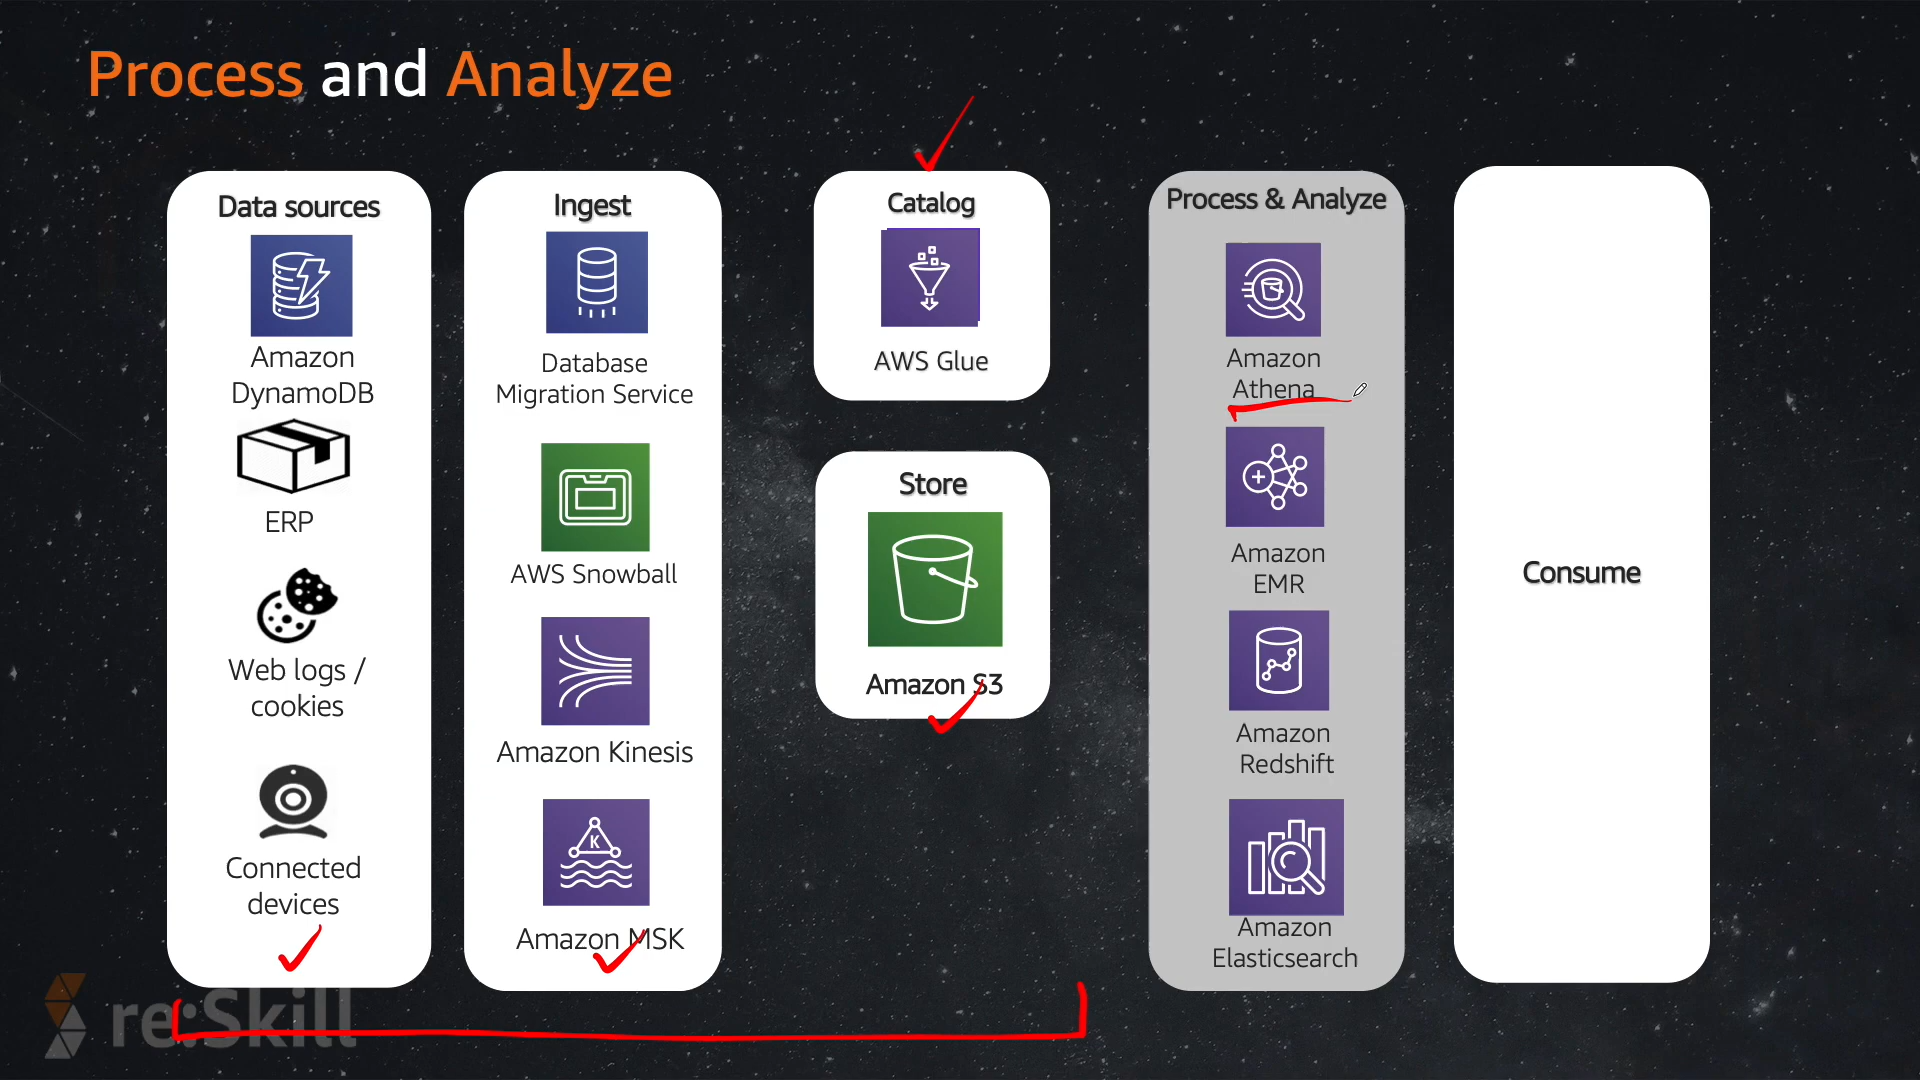 Process and Analyze
Data sources
Amazon
DynamoDB
ERP
Web logs /
cookies
Connected
devices
Ingest
Database
Migration Service
AWS Snowball
Amazon Kinesis
K
Amazon MSK
Catalog
AWS Glue
Store
Amazon S3
Process & Analyze
Amazon
Athena
Amazon
EMR
Amazon
Redshift
Amazon
Elasticsearch
Consume
re:Skill